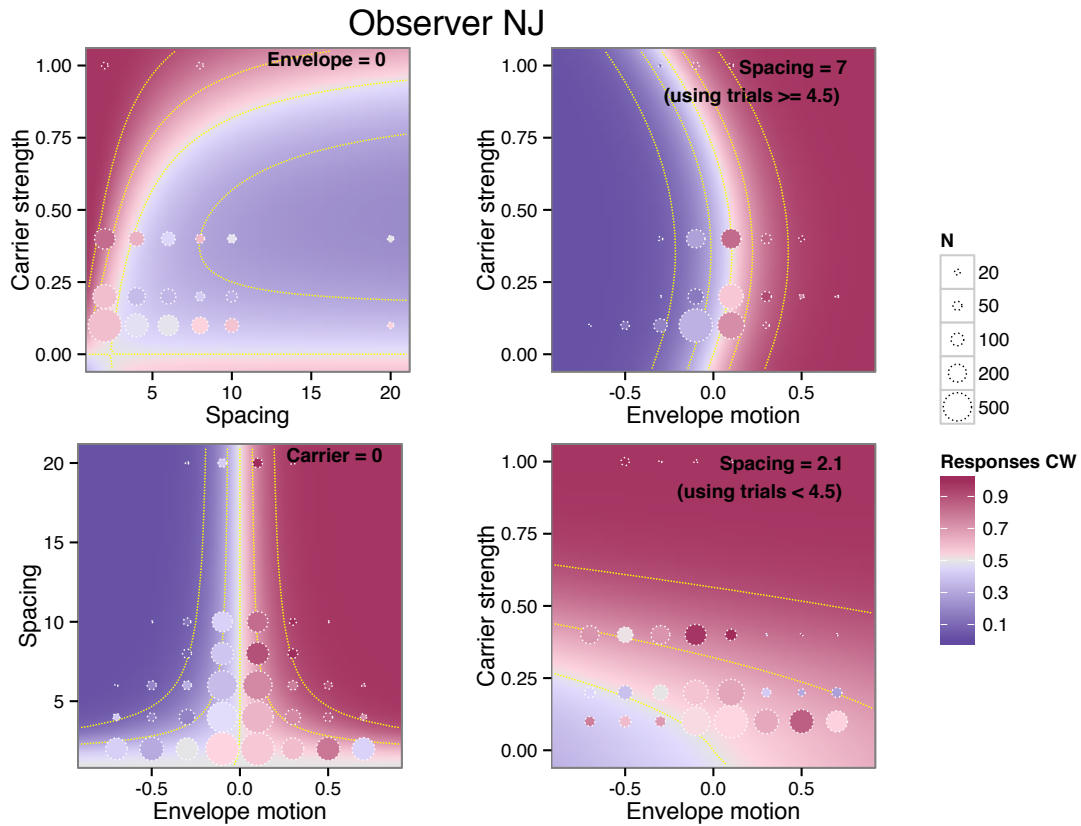 Observer NJ
Envelope = 0
Carrier strength
1.00
0.75
0.50
0.25
0.00
5
10
15
20
Spacing
Spacing = 7
(using trials >= 4.5)
Carrier strength
1.00
0.75
0.50
0.25
0.00
-0.5
0.0
0.5
Envelope motion
Carrier = 0
Spacing
20
15
10
5
-0.5
0.0
0.5
Envelope motion
Spacing = 2.1
(using trials < 4.5)
Carrier strength
1.00
0.75
0.50
0.25
0.00
-0.5
0.0
0.5
Envelope motion
N
20
50
100
200
500
Responses CW
0.9
0.7
0.5
0.3
0.1